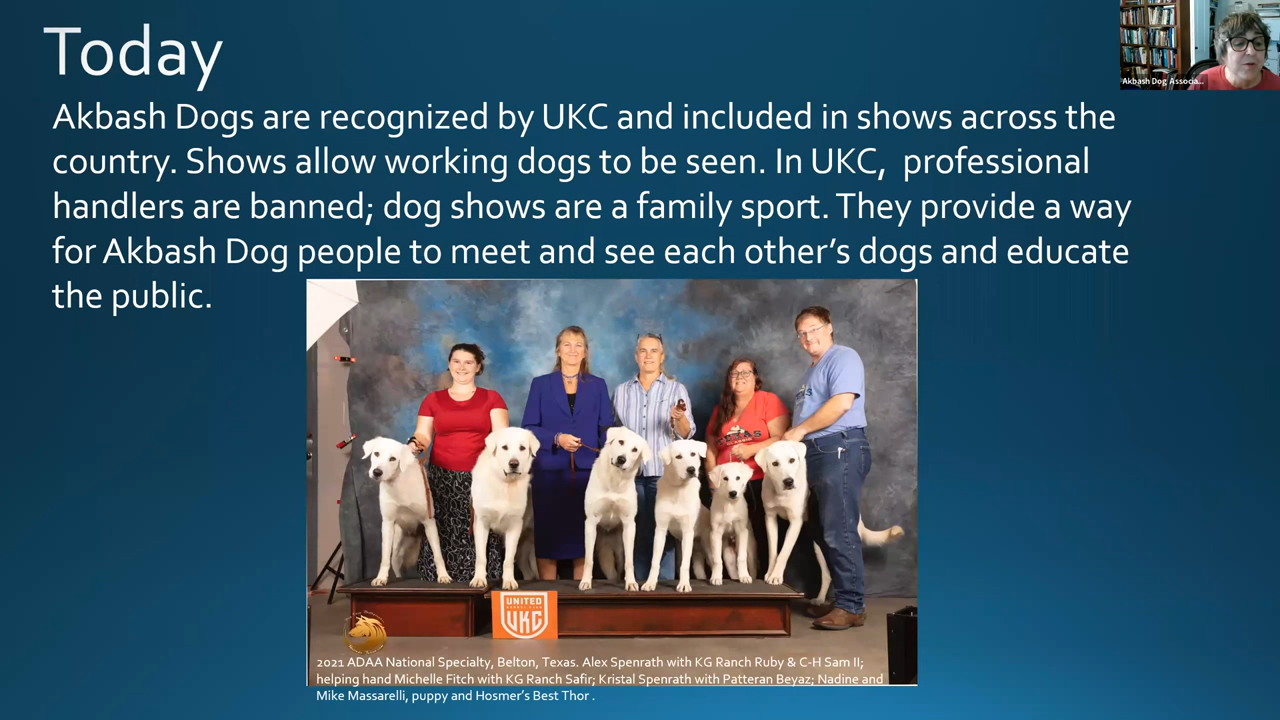 Today
Akbash Dog Associa...
Akbash Dogs are recognized by UKC and included in shows across the
country. Shows allow working dogs to be seen. In UKC, professional
handlers are banned; dog shows are a family sport. They provide a way
for Akbash Dog people to meet and see each other’s dogs and educate
the public.
UNITED
UKC
2021 ADAA National Specialty, Belton, Texas. Alex Spenrath with KG Ranch Ruby & C-H Sam II;
helping hand Michelle Fitch with KG Ranch Safir; Kristal Spenrath with Patteran Beyaz; Nadine and
Mike Massarelli, puppy and Hosmer’s Best Thor .